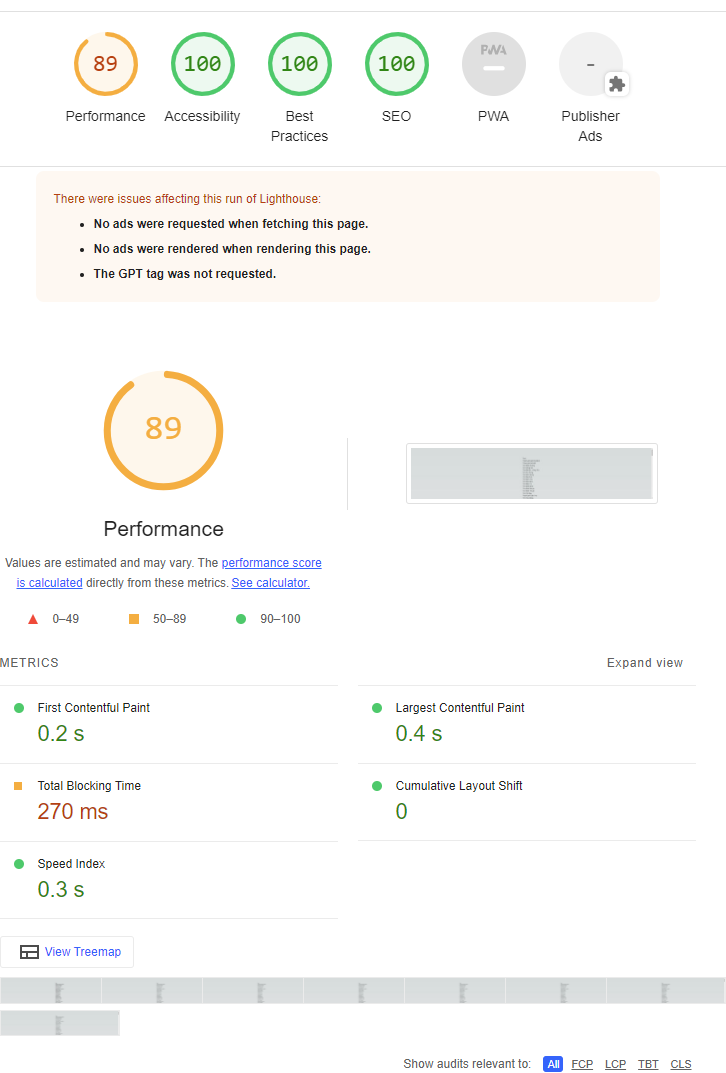 89 100 100 100 PWA -
Performance Accessibility Best SEO PWA Publisher
Practices Ads
There were issues affecting this run of Lighthouse:
• No ads were requested when fetching this page.
• No ads were rendered when rendering this page.
• The GPT tag was not requested.
89
Performance
Values are estimated and may vary. The performance score
is calculated directly from these metrics. See calculator.
0–49 50–89 90–100
METRICS Expand view
First Contentful Paint
0.2 s
Largest Contentful Paint
0.4 s
Total Blocking Time
270 ms
Cumulative Layout Shift
0
Speed Index
0.3 s
View Treemap
Show audits relevant to: All FCP LCP TBT CLS